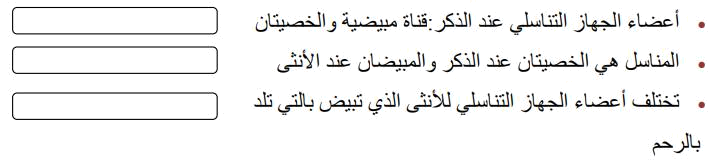 • أعضاء الجهاز التناسلي عند الذكر:قناة مبيضية والخصيتان
• المناسل هي الخصيتان عند الذكر والمبيضان عند الأنثى
• تختلف أعضاء الجهاز التناسلي للأنثى الذي تبيض بالتي تلد
بالرحم